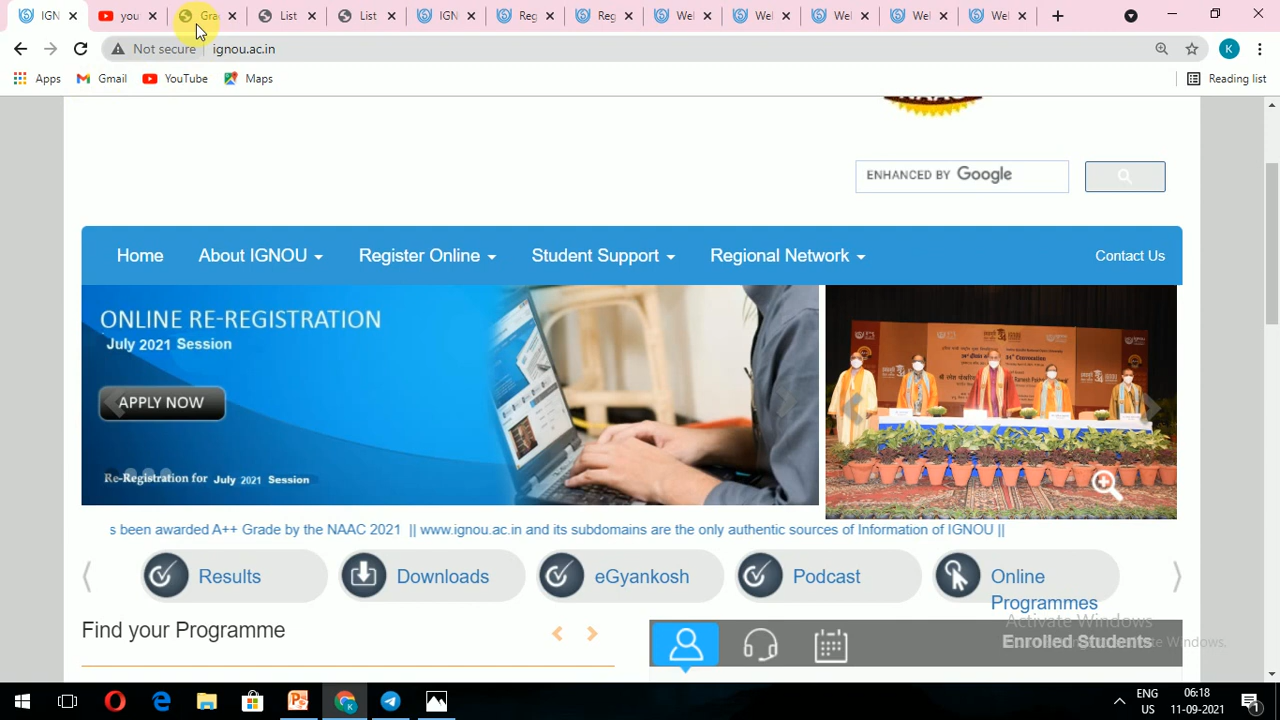 IGN
you
Gra
List
List
IGN
Reg
Reg
Wel
Wel
Wel
Wel
Wel
Not secure
ignou.ac.in
K
Apps
Gmail
YouTube
Maps
Reading list
NAAC
ENHANCED BY Google
Home
About IGNOU
Register Online
Student Support
Regional Network
Contact Us
ONLINE RE-REGISTRATION
July 2021 Session
APPLY NOW
Re-Registration for July 2021 Session
s been awarded A++ Grade by the NAAC 2021 || www.ignou.ac.in and its subdomains are the only authentic sources of Information of IGNOU ||
Results
Downloads
eGyankosh
Podcast
Online
Programmes
Find your Programme
Enrolled Students
Activate Windows
ENG
US
06:18
11-09-2021
1